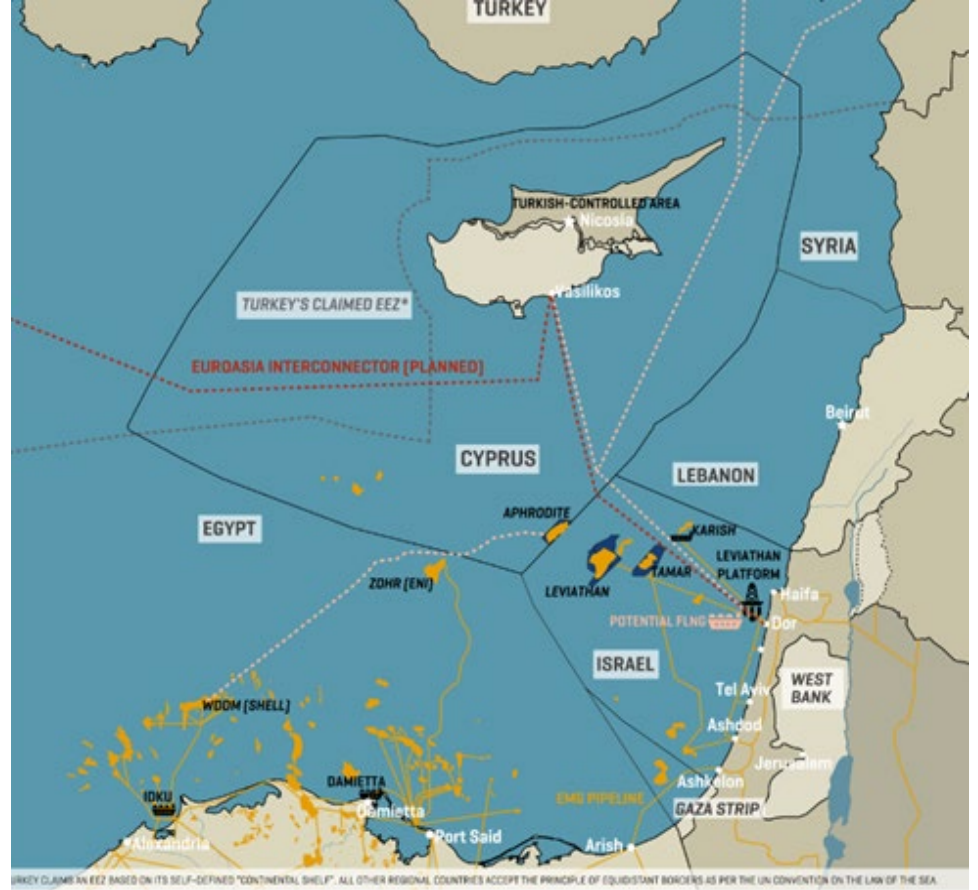 TURKEY
TURKISH-CONTROLLED AREA
Nicosia
SYRIA
Vasilikos
TURKEY'S CLAIMED EEZ*
EUROASIA INTERCONNECTOR (PLANNED)
Beirut
CYPRUS
LEBANON
APHRODITE
EGYPT
KARISH
LEVIATHAN
PLATFORM
ZOHR (ENI)
TAMAR
LEVIATHAN
Haifa
POTENTIAL FLNG
Dor
ISRAEL
WEST
BANK
Tel Aviv
WDDM (SHELL)
Ashdod
Jerusalem
Ashkelon
DAMIETTA
IDKU
Damietta
EMG PIPELINE
GAZA STRIP
Port Said
Alexandria
Arish
URKEY CLAIMS AN EEZ BASED ON ITS SELF-DEFINED "CONTINENTAL SHELF". ALL OTHER REGIONAL COUNTRIES ACCEPT THE PRINCIPLE OF EQUIDISTANT BORDERS AS PER THE UN CONVENTION ON THE LAW OF THE SEA.